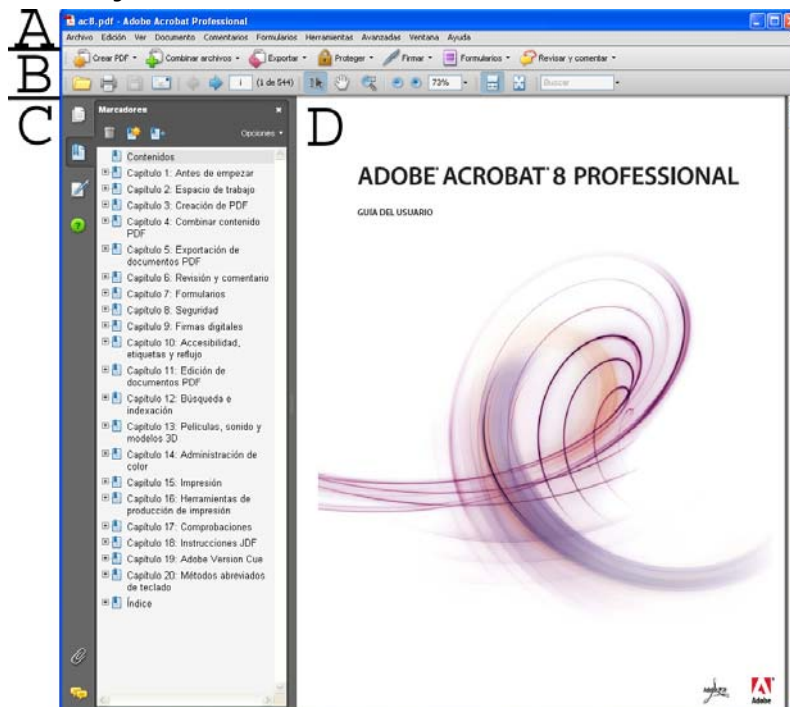 A
ac8.pdf - Adobe Acrobat Professional
Archivo Edición Ver Documento Comentarios Formularios Herramientas Avanzadas Ventana Ayuda
B
Crear PDF Combinar archivos Exportar Proteger Firmar Formularios Revisar y comentar
i (1 de 544) 73% Buscar
C
Marcadores
Opciones
Contenidos
Capítulo 1: Antes de empezar
Capítulo 2: Espacio de trabajo
Capítulo 3: Creación de PDF
Capítulo 4: Combinar contenido
PDF
Capítulo 5: Exportación de
documentos PDF
Capítulo 6: Revisión y comentario
Capítulo 7: Formularios
Capítulo 8: Seguridad
Capítulo 9: Firmas digitales
Capítulo 10: Accesibilidad,
etiquetas y reflujo
Capítulo 11: Edición de
documentos PDF
Capítulo 12: Búsqueda e
indexación
Capítulo 13: Películas, sonido y
modelos 3D
Capítulo 14: Administración de
color
Capítulo 15: Impresión
Capítulo 16: Herramientas de
producción de impresión
Capítulo 17: Comprobaciones
Capítulo 18: Instrucciones JDF
Capítulo 19: Adobe Version Cue
Capítulo 20: Métodos abreviados
de teclado
Índice
D
ADOBE® ACROBAT® 8 PROFESSIONAL
GUÍA DEL USUARIO
Adobe